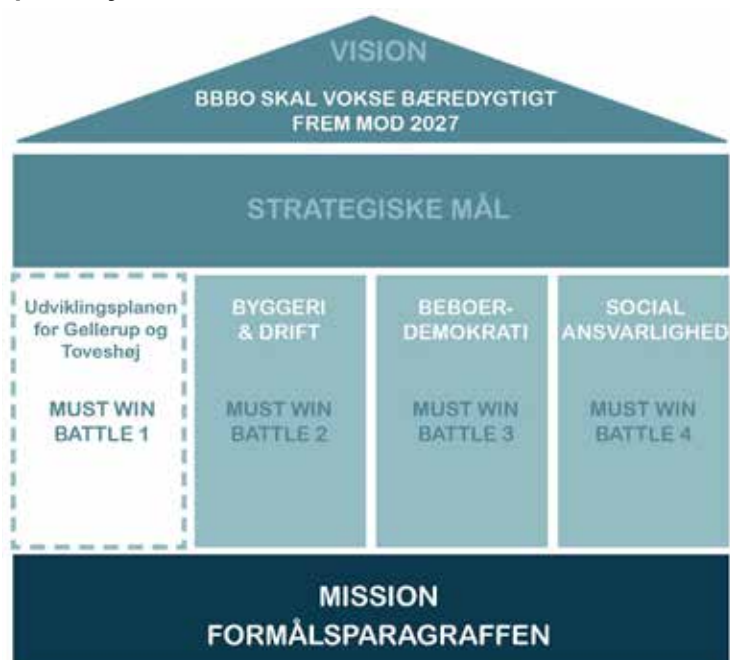 VISION
BBBO SKAL VOKSE BÆREDYGTIGT
FREM MOD 2027
STRATEGISKE MÅL
Udviklingsplanen
for Gellerup og
Toveshøj
MUST WIN
BATTLE 1
BYGGERI
& DRIFT
MUST WIN
BATTLE 2
BEBOER-
DEMOKRATI
MUST WIN
BATTLE 3
SOCIAL
ANSVARLIGHED
MUST WIN
BATTLE 4
MISSION
FORMÅLSPARAGRAFFEN